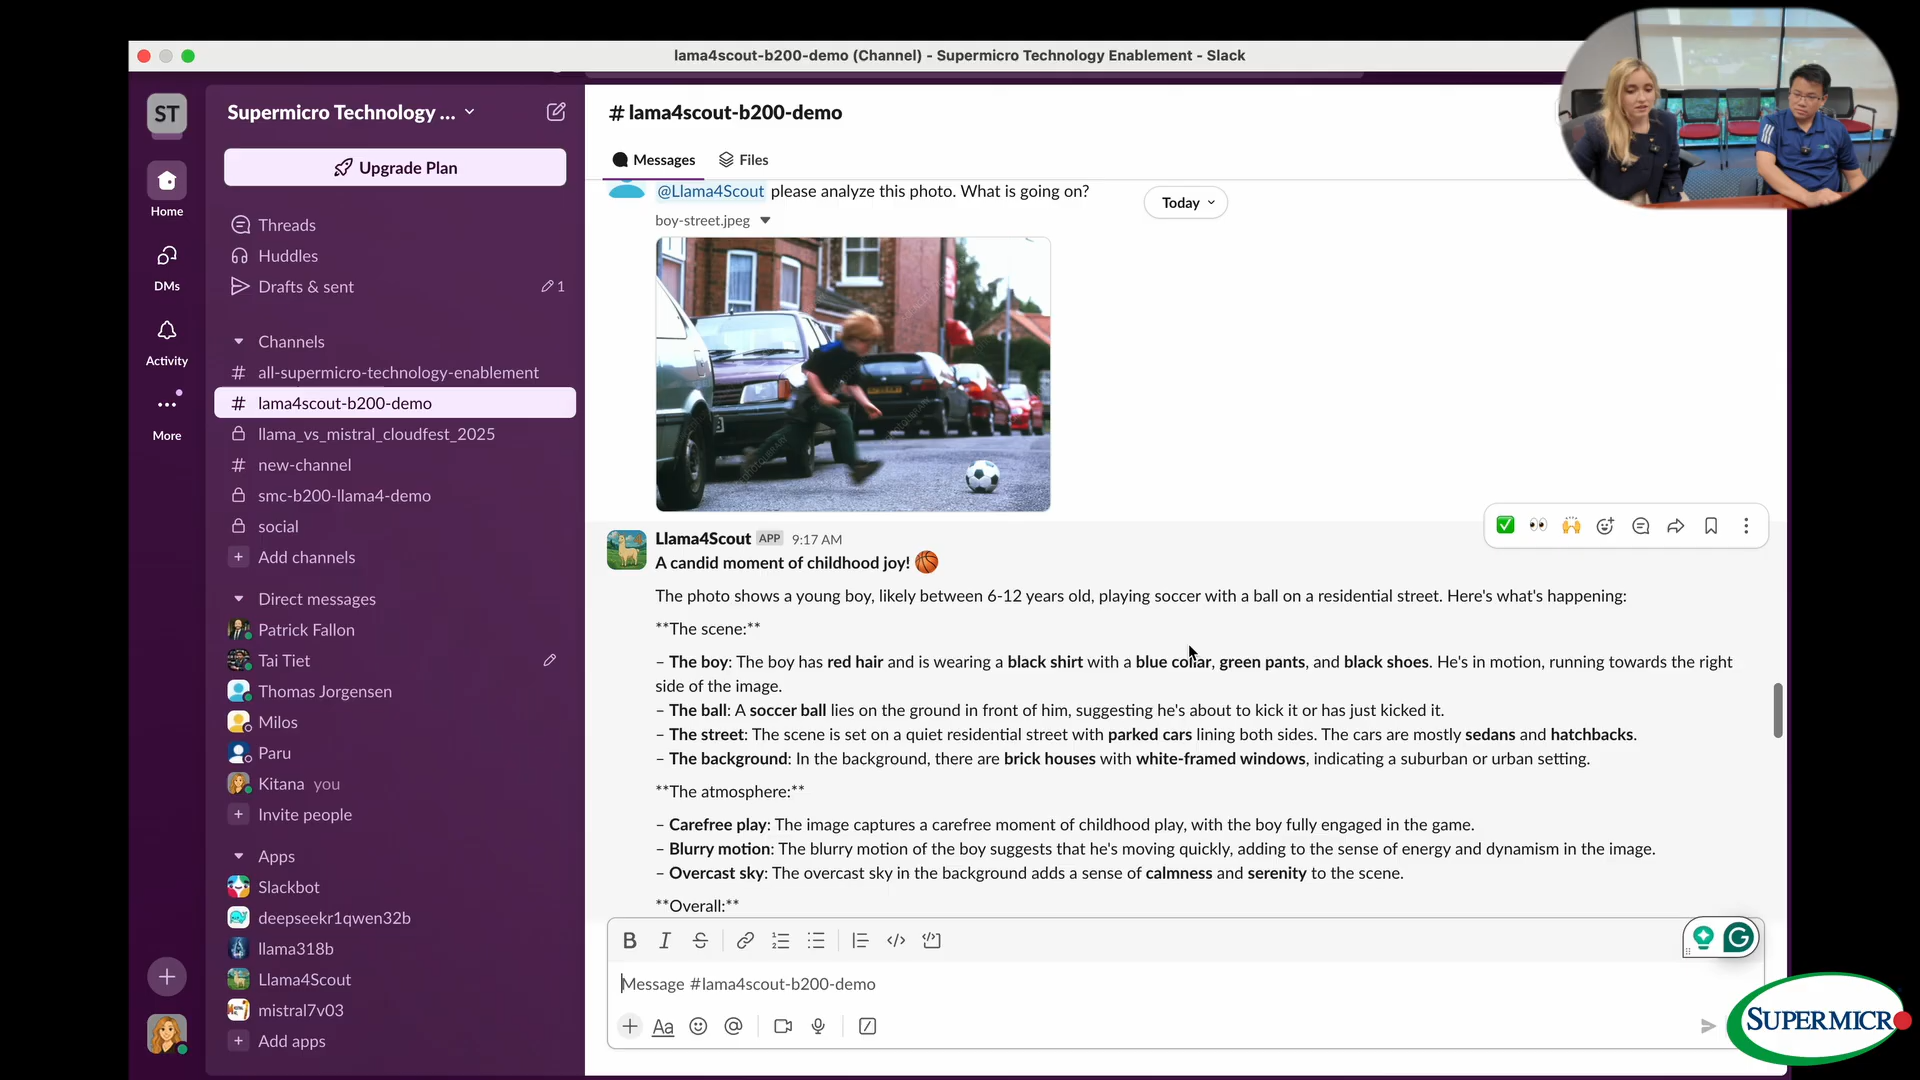 lama4scout-b200-demo (Channel) - Supermicro Technology Enablement - Slack
ST
Home
DMs
Activity
More
Supermicro Technology ...
Upgrade Plan
Threads
Huddles
Drafts & sent
1
Channels
# all-supermicro-technology-enablement
# lama4scout-b200-demo
llama_vs_mistral_cloudfest_2025
# new-channel
smc-b200-llama4-demo
social
+ Add channels
Direct messages
Patrick Fallon
Tai Tiet
Thomas Jorgensen
Milos
Paru
Kitana you
+ Invite people
Apps
Slackbot
deepseekr1qwen32b
llama318b
Llama4Scout
mistral7v03
+ Add apps
# lama4scout-b200-demo
Messages
Files
@Llama4Scout please analyze this photo. What is going on?
Today
boy-street.jpeg
Llama4Scout APP 9:17 AM
A candid moment of childhood joy!
The photo shows a young boy, likely between 6-12 years old, playing soccer with a ball on a residential street. Here's what's happening:
**The scene:**
– The boy: The boy has red hair and is wearing a black shirt with a blue collar, green pants, and black shoes. He's in motion, running towards the right
side of the image.
– The ball: A soccer ball lies on the ground in front of him, suggesting he's about to kick it or has just kicked it.
– The street: The scene is set on a quiet residential street with parked cars lining both sides. The cars are mostly sedans and hatchbacks.
– The background: In the background, there are brick houses with white-framed windows, indicating a suburban or urban setting.
**The atmosphere:**
– Carefree play: The image captures a carefree moment of childhood play, with the boy fully engaged in the game.
– Blurry motion: The blurry motion of the boy suggests that he's moving quickly, adding to the sense of energy and dynamism in the image.
– Overcast sky: The overcast sky in the background adds a sense of calmness and serenity to the scene.
**Overall:**
B I S
Message #lama4scout-b200-demo
Aa
SUPERMICR